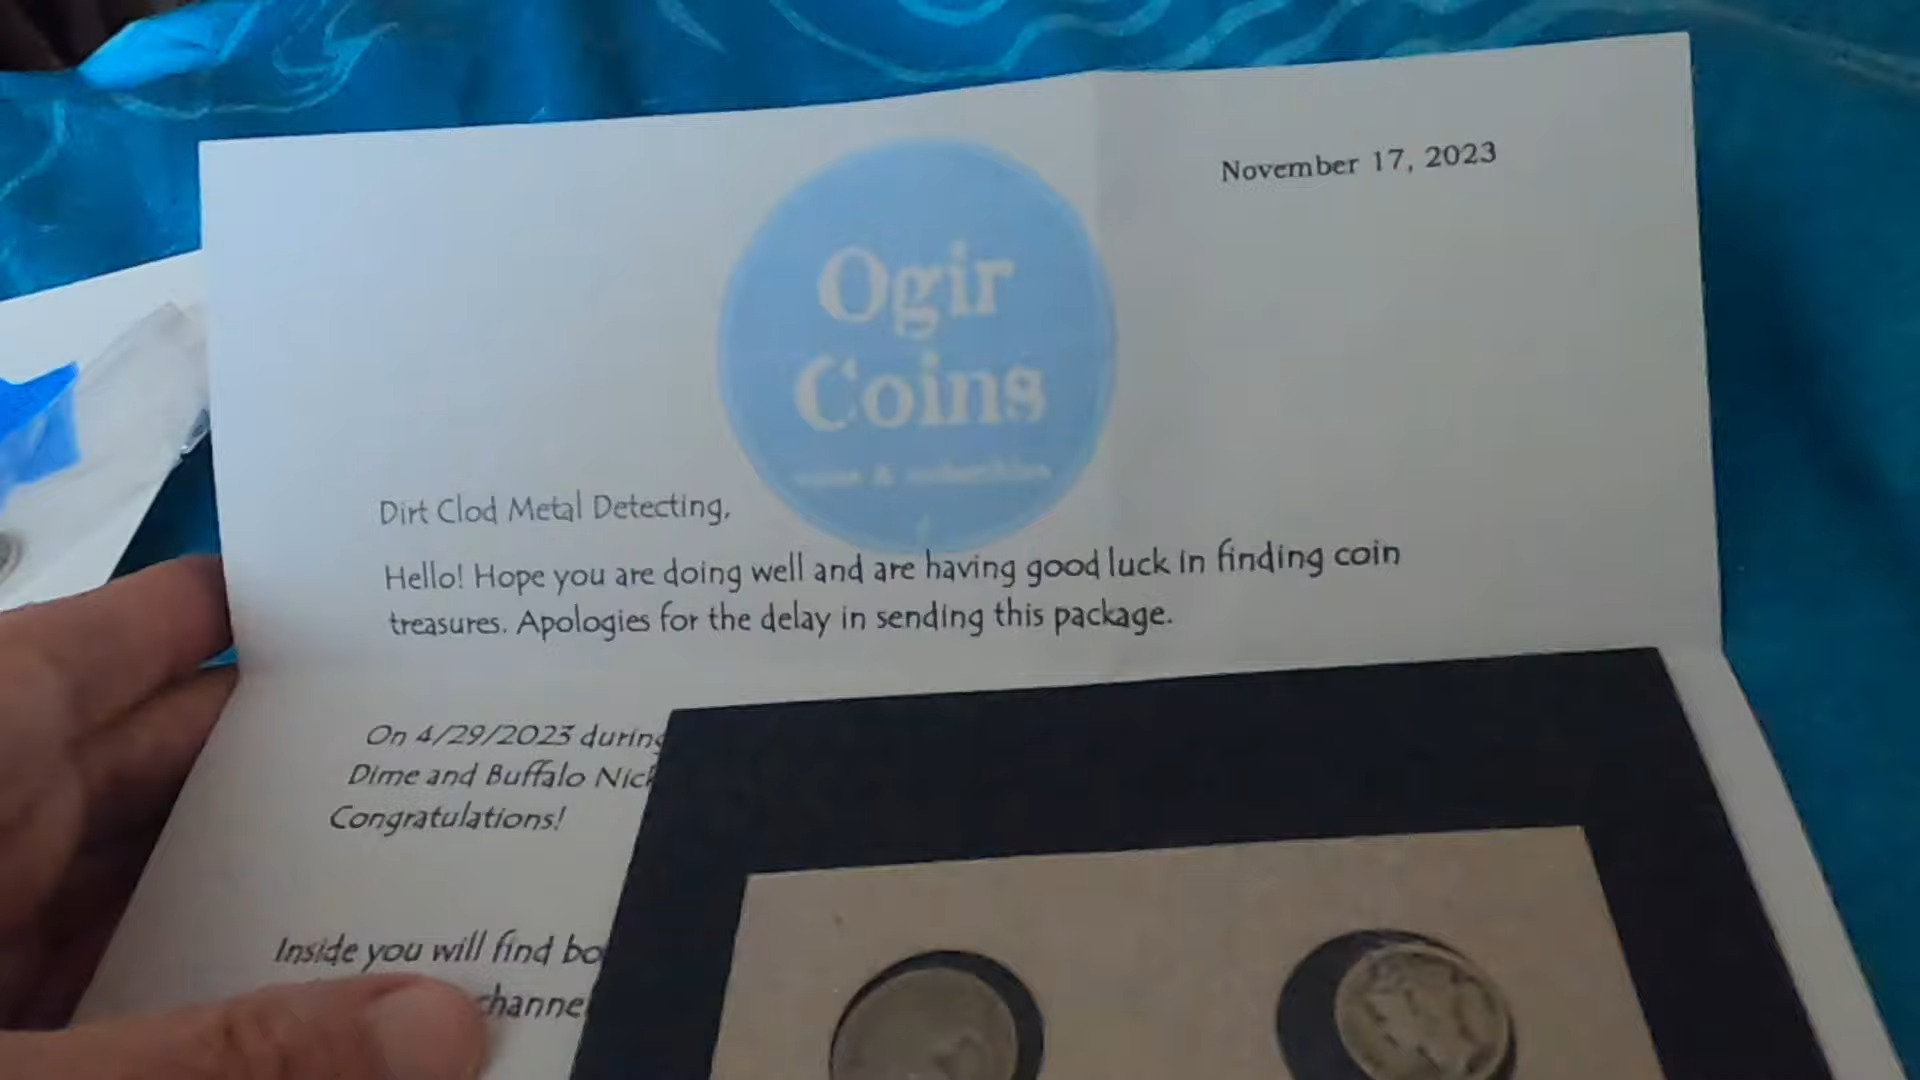 November 17, 2023
Ogir
Coins
&
Dirt Clod Metal Detecting,
Hello! Hope you are doing well and are having good luck in finding coin
treasures. Apologies for the delay in sending this package.
On 4/29/2023 during
Dime and Buffalo Nick
Congratulations!
Inside you will find bo
channe